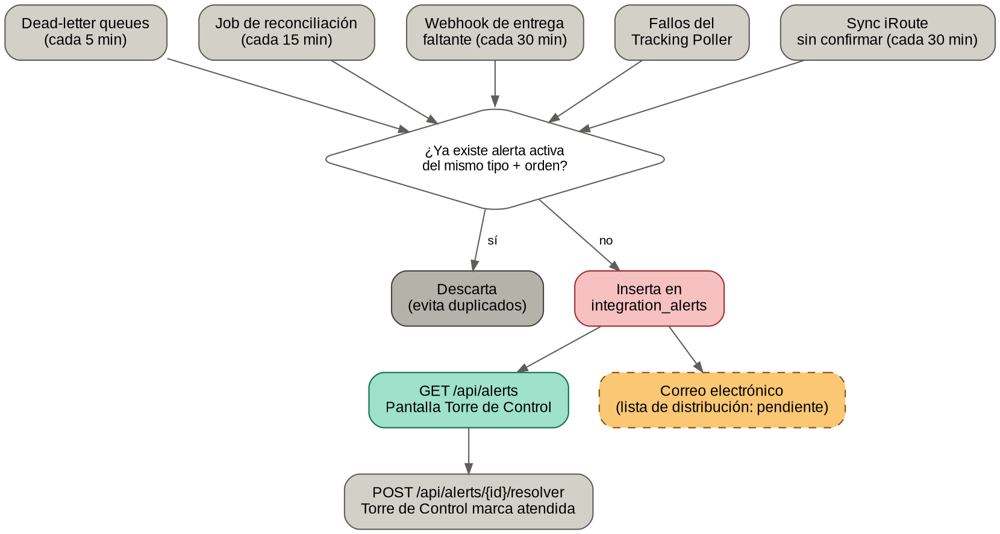 Dead-letter queues
(cada 5 min)
Job de reconciliación
(cada 15 min)
Webhook de entrega
faltante (cada 30 min)
Fallos del
Tracking Poller
Sync iRoute
sin confirmar (cada 30 min)
¿Ya existe alerta activa
del mismo tipo + orden?
sí
no
Descarta
(evita duplicados)
Inserta en
integration_alerts
GET /api/alerts
Pantalla Torre de Control
Correo electrónico
(lista de distribución: pendiente)
POST /api/alerts/{id}/resolver
Torre de Control marca atendida